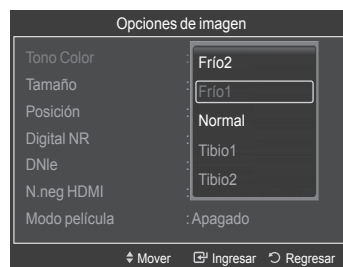 Opciones de imagen
Tono Color :
Tamaño :
Posición :
Digital NR :
DNIe :
N.neg HDMI :
Modo película : Apagado
Frío2
Frío1
Normal
Tibio1
Tibio2
Mover Ingresar Regresar